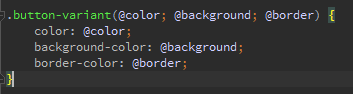 .button-variant(@color; @background; @border) {
color: @color;
background-color: @background;
border-color: @border;
}